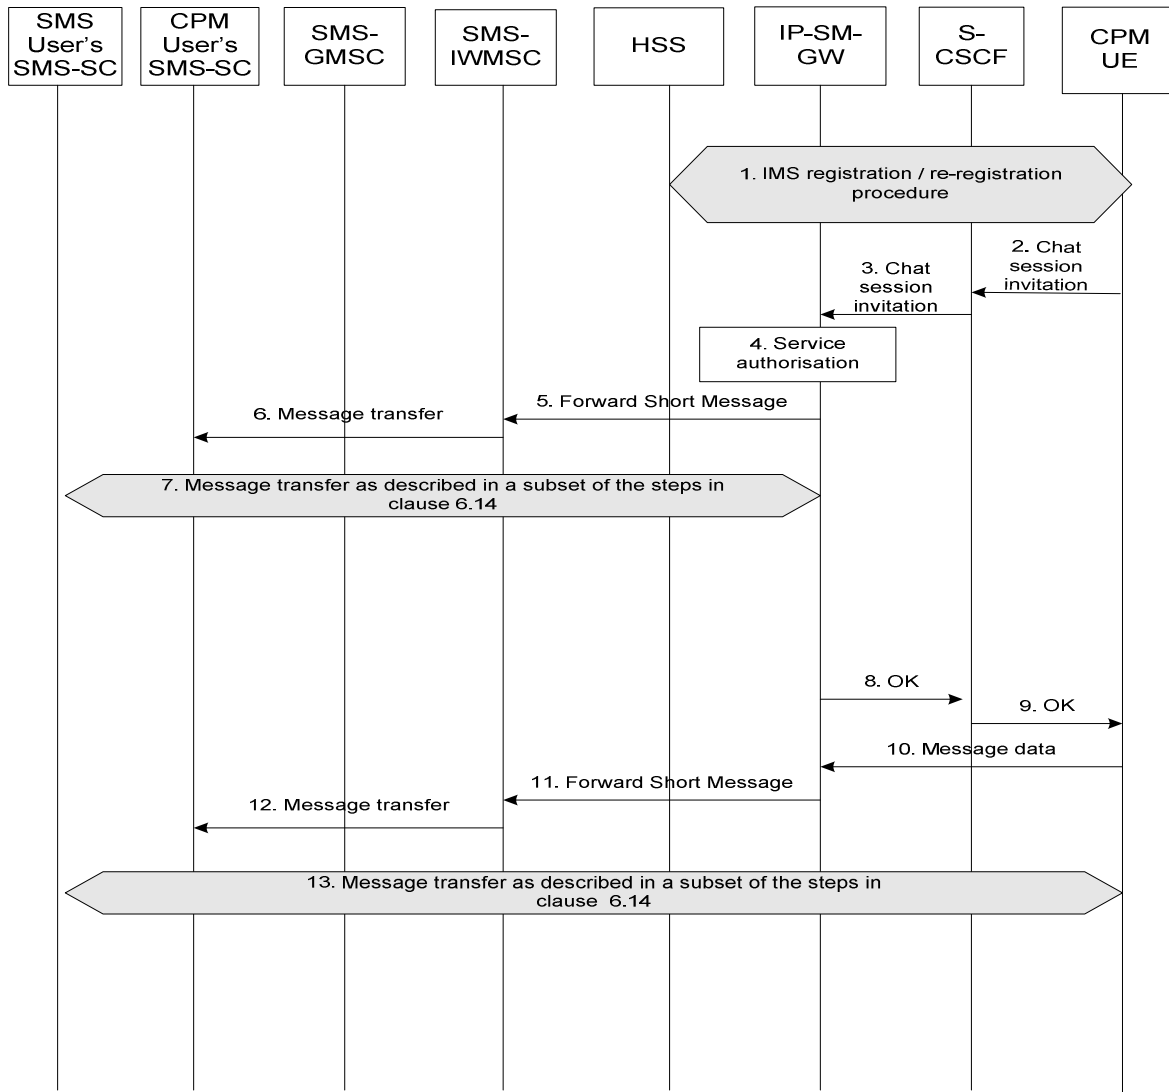 SMS
User's
SMS-SC
CPM
User's
SMS-SC
SMS-
GMSC
SMS-
IWMSC
HSS
IP-SM-
GW
S-
CSCF
CPM
UE
1. IMS registration / re-registration
procedure
2. Chat
session
invitation
3. Chat
session
invitation
4. Service
authorisation
5. Forward Short Message
6. Message transfer
7. Message transfer as described in a subset of the steps in
clause 6.14
8. OK
9. OK
10. Message data
11. Forward Short Message
12. Message transfer
13. Message transfer as described in a subset of the steps in
clause 6.14